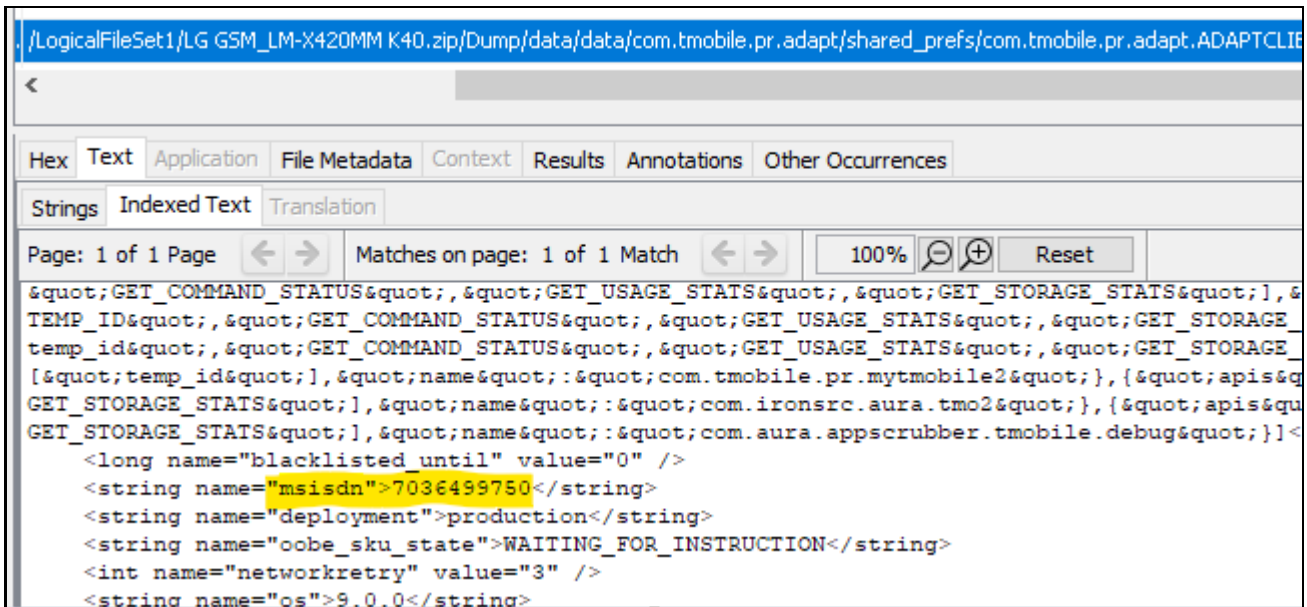 /LogicalFileSet1/LG GSM_LM-X420MM K40.zip/Dump/data/data/com.tmobile.pr.adapt/shared_prefs/com.tmobile.pr.adapt.ADAPTCLIE
Hex Text Application File Metadata Context Results Annotations Other Occurrences
Strings Indexed Text Translation
Page: 1 of 1 Page Matches on page: 1 of 1 Match 100% Reset
&quot;GET_COMMAND_STATUS&quot;,&quot;GET_USAGE_STATS&quot;,&quot;GET_STORAGE_STATS&quot;],&
TEMP_ID&quot;,&quot;GET_COMMAND_STATUS&quot;,&quot;GET_USAGE_STATS&quot;,&quot;GET_STORAGE_
temp_id&quot;,&quot;GET_COMMAND_STATUS&quot;,&quot;GET_USAGE_STATS&quot;,&quot;GET_STORAGE_
[&quot;temp_id&quot;],&quot;name&quot;:&quot;com.tmobile.pr.mytmobile2&quot;},{&quot;apis&q
GET_STORAGE_STATS&quot;],&quot;name&quot;:&quot;com.ironsrc.aura.tmo2&quot;},{&quot;apis&qu
GET_STORAGE_STATS&quot;],&quot;name&quot;:&quot;com.aura.appscrubber.tmobile.debug&quot;}]<
<long name="blacklisted_until" value="0" />
<string name="msisdn">7036499750</string>
<string name="deployment">production</string>
<string name="oobe_sku_state">WAITING_FOR_INSTRUCTION</string>
<int name="networkretry" value="3" />
<string name="os">9.0.0</string>